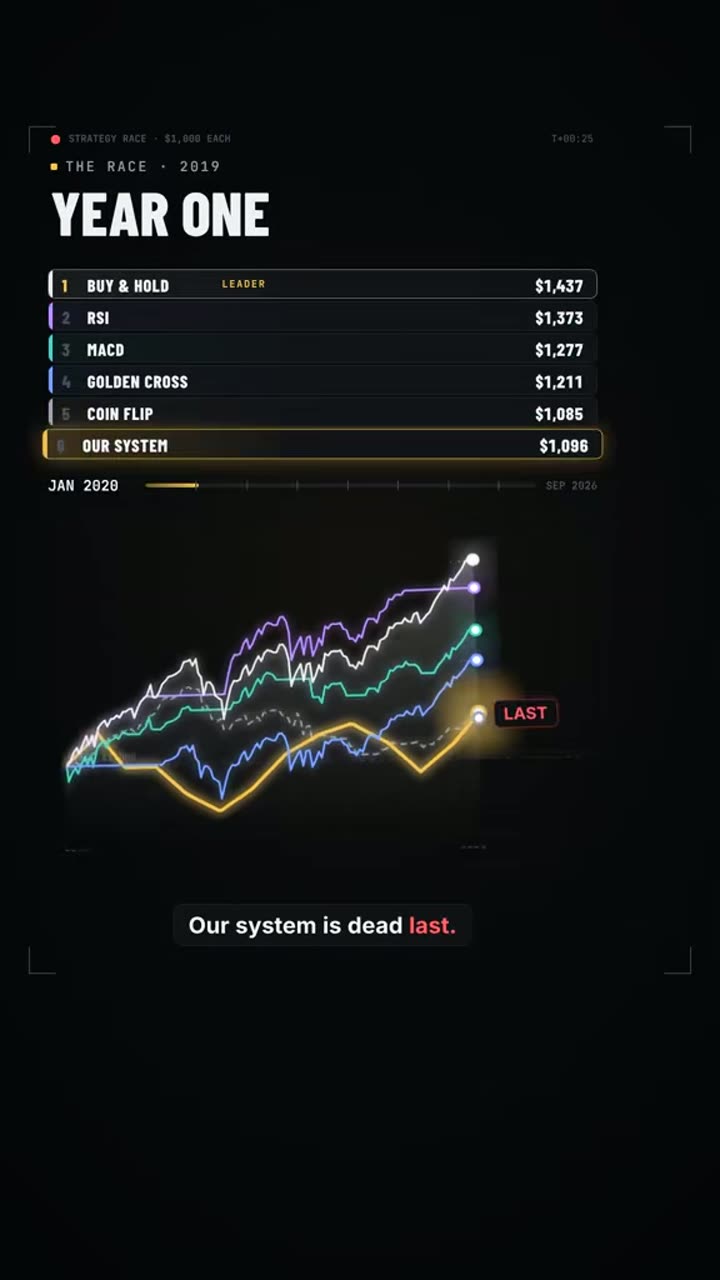 STRATEGY RACE · $1,000 EACH
T+00:25
THE RACE · 2019
YEAR ONE
1 BUY & HOLD LEADER $1,437
2 RSI $1,373
3 MACD $1,277
4 GOLDEN CROSS $1,211
5 COIN FLIP $1,085
6 OUR SYSTEM $1,096
JAN 2020
SEP 2026
LAST
Our system is dead last.